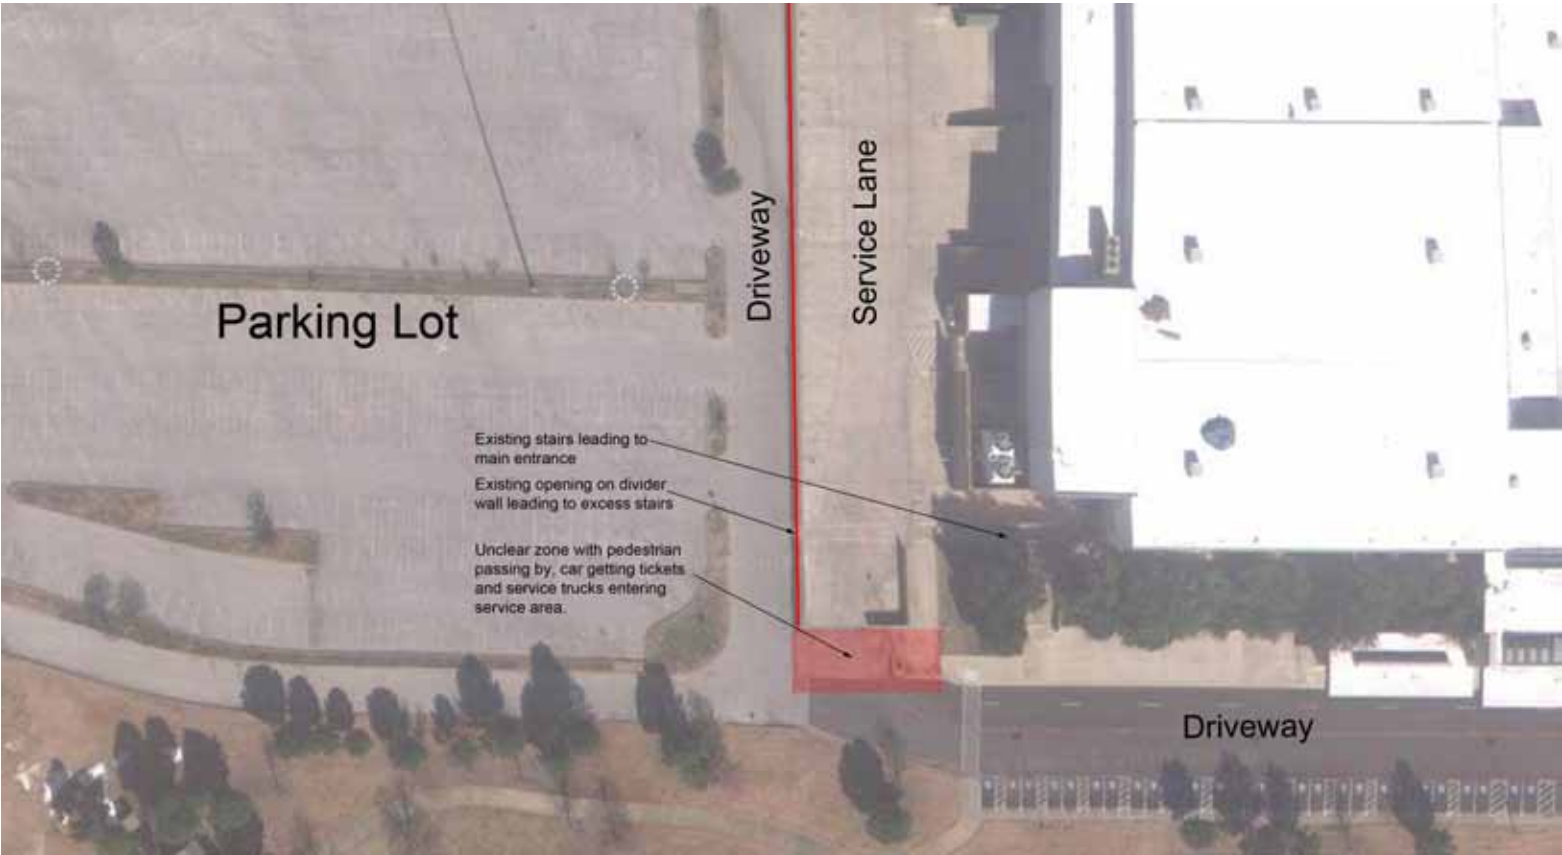 Parking Lot
Driveway
Service Lane
Existing stairs leading to
main entrance
Existing opening on divider
wall leading to excess stairs
Unclear zone with pedestrian
passing by, car getting tickets
and service trucks entering
service area.
Driveway